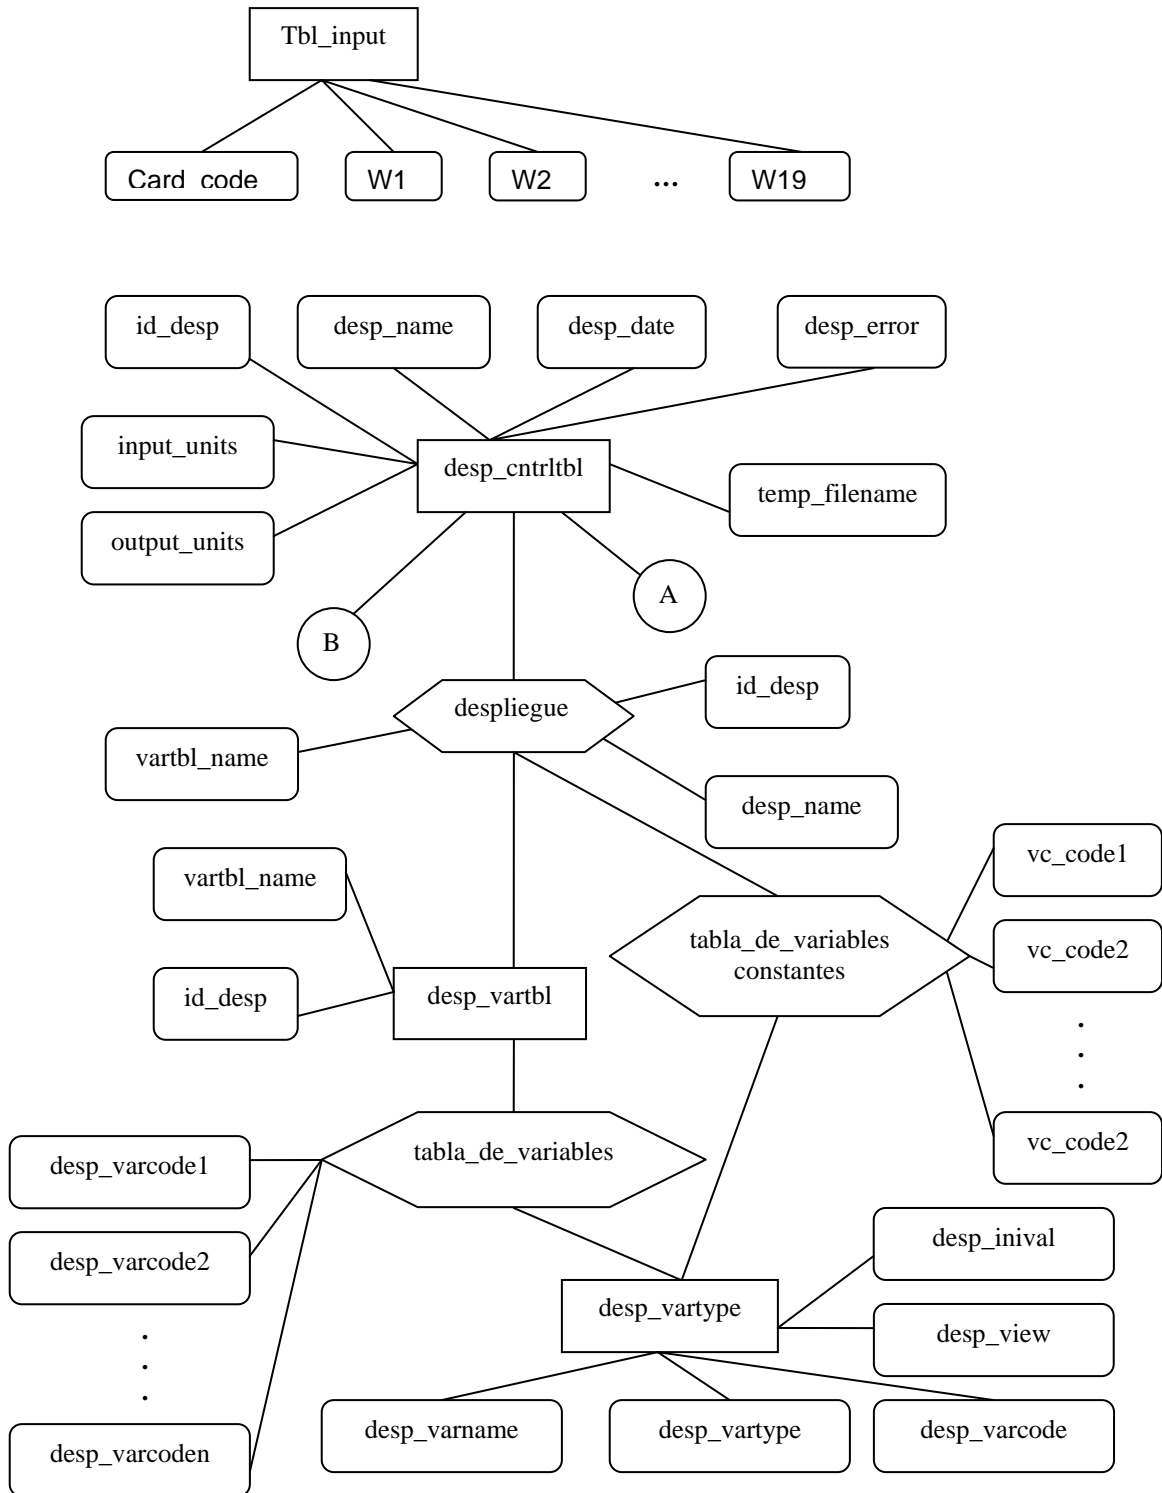 Tbl_input
Card_code
W1
W2
...
W19
id_desp
desp_name
desp_date
desp_error
input_units
desp_cntrltbl
temp_filename
output_units
A
B
id_desp
despliegue
vartbl_name
desp_name
vc_code1
vartbl_name
tabla_de_variables
constantes
vc_code2
id_desp
desp_vartbl
.
.
.
vc_code2
tabla_de_variables
desp_varcode1
desp_inival
desp_varcode2
desp_vartype
desp_view
.
.
.
desp_varname
desp_vartype
desp_varcode
desp_varcoden